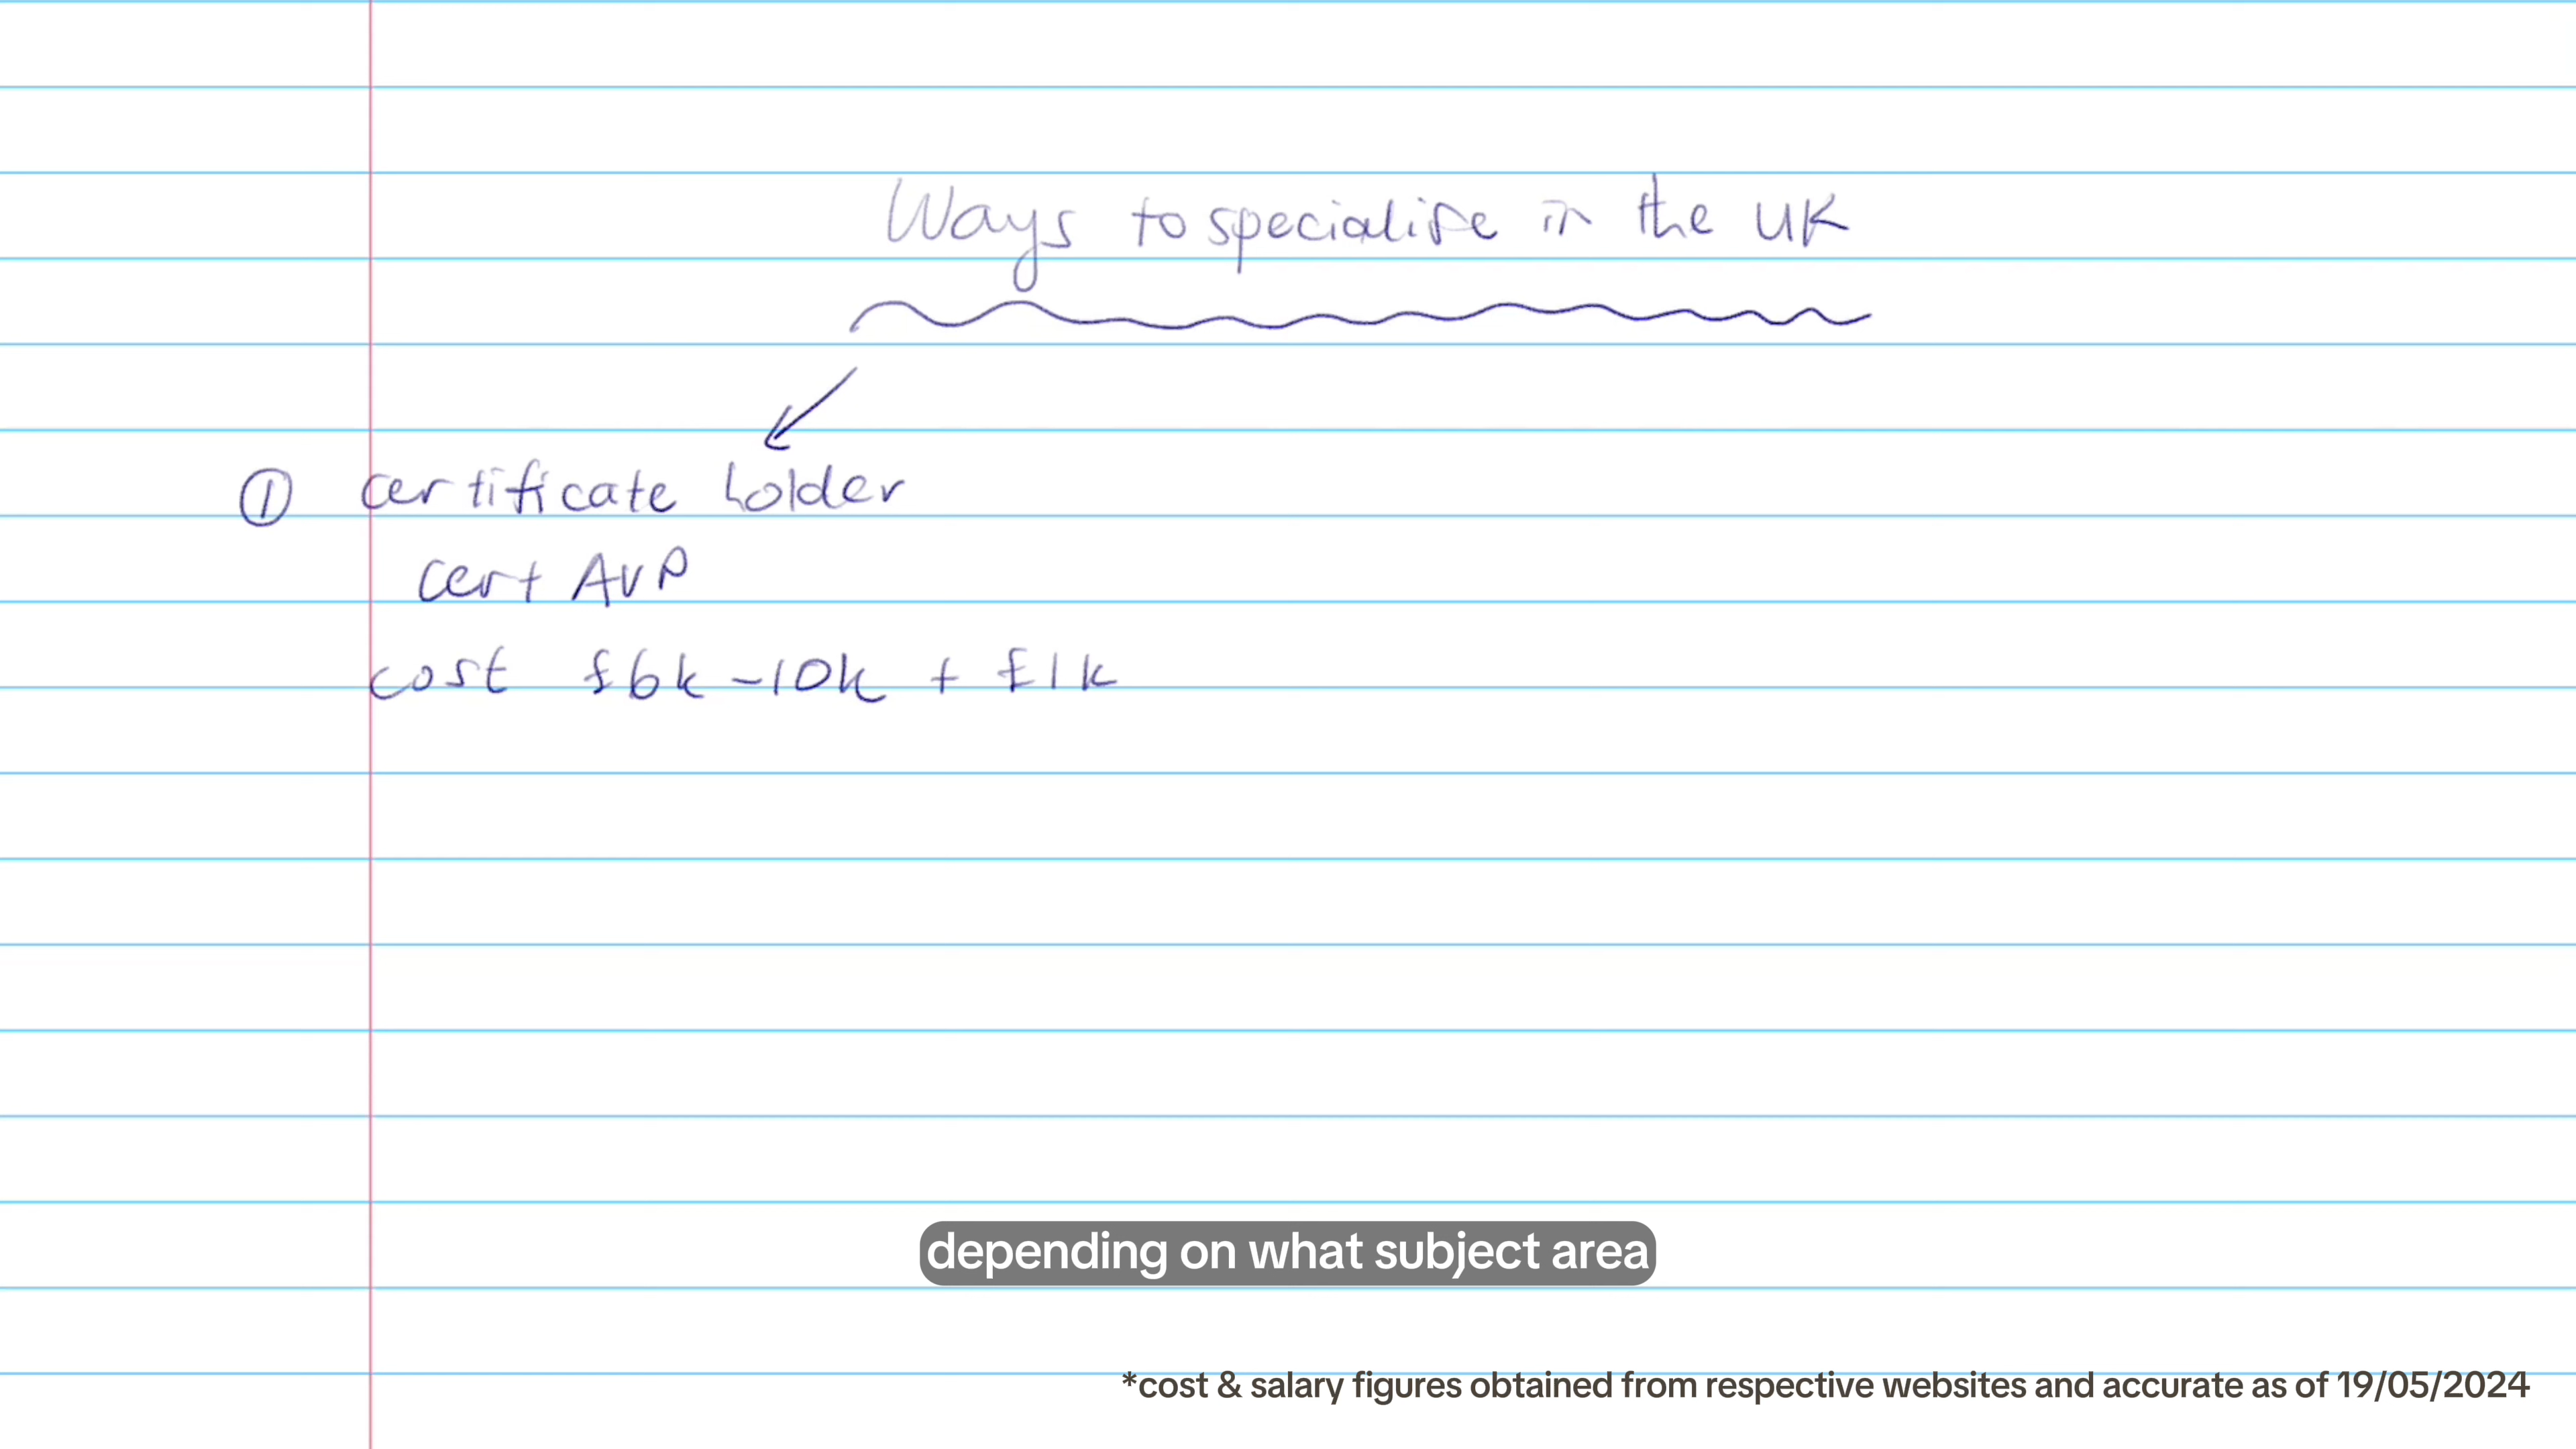 Ways to specialise in the UK
① certificate holder
cert AVP
cost £6k-10k + £1k
depending on what subject area
*cost & salary figures obtained from respective websites and accurate as of 19/05/2024